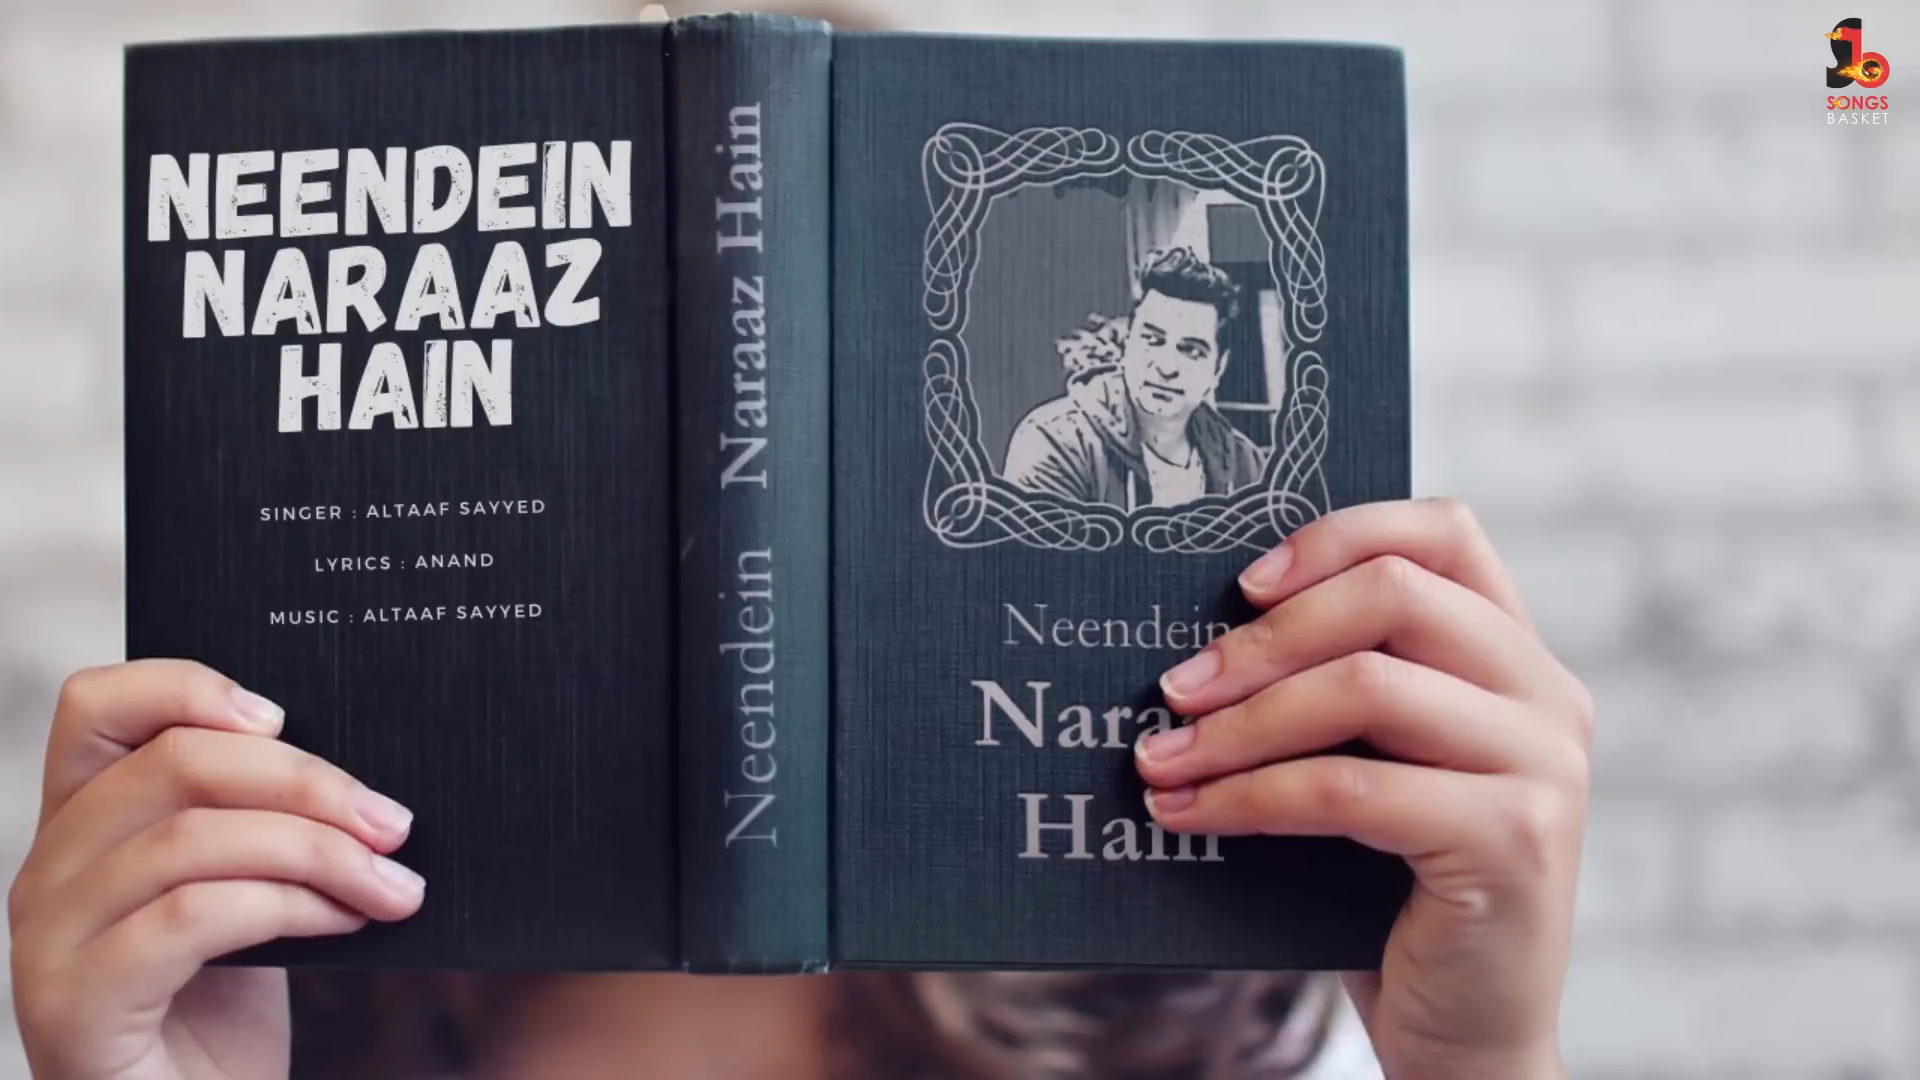 NEENDEIN
NARAAZ
HAIN
SINGER : ALTAAF SAYYED
LYRICS : ANAND
MUSIC : ALTAAF SAYYED
Neendein Naraaz Hain
Neendein
Hain
SONGS
BASKET